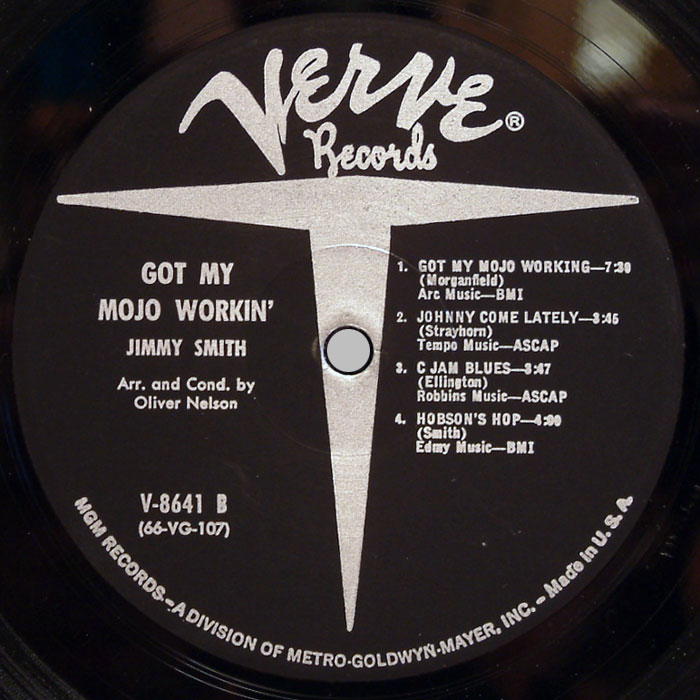 VERVE®
Records
GOT MY
MOJO WORKIN'
JIMMY SMITH
Arr. and Cond. by
Oliver Nelson
1. GOT MY MOJO WORKING—7:30
(Morganfield)
Arc Music—BMI
2. JOHNNY COME LATELY—3:45
(Strayhorn)
Tempo Music—ASCAP
3. C JAM BLUES—3:47
(Ellington)
Robbins Music—ASCAP
4. HOBSON'S HOP—4:00
(Smith)
Edmy Music—BMI
V-8641 B
(66-VG-107)
MGM RECORDS—A DIVISION OF METRO-GOLDWYN-MAYER, INC. – Made in U. S. A.